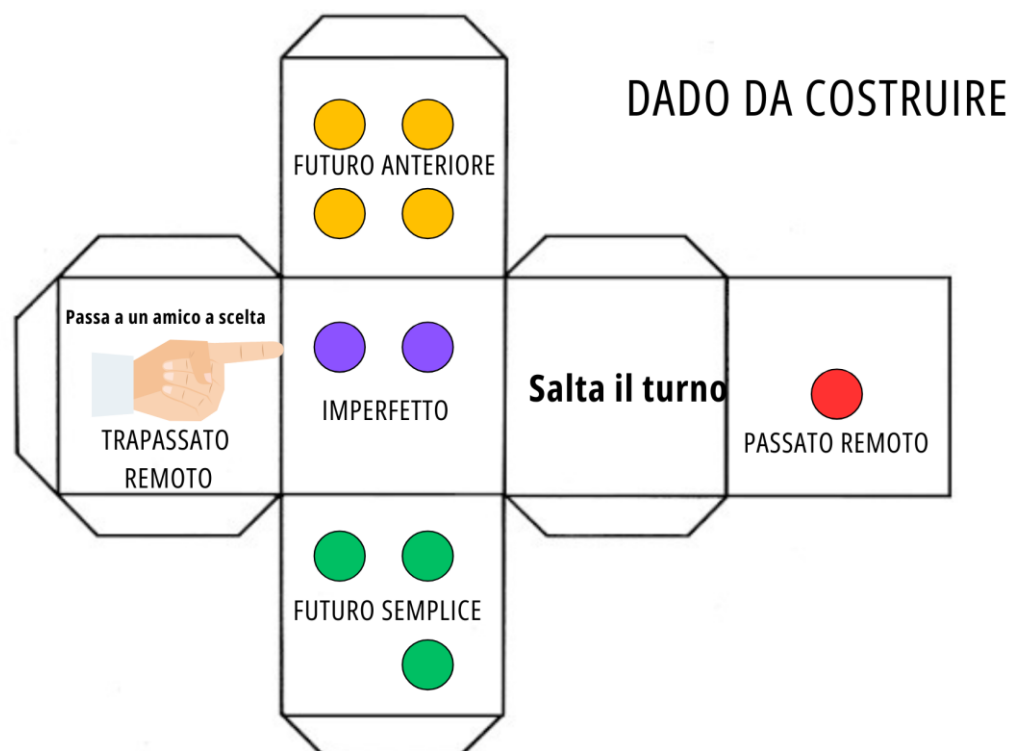 DADO DA COSTRUIRE
FUTURO ANTERIORE
Passa a un amico a scelta
TRAPASSATO
REMOTO
IMPERFETTO
Salta il turno
PASSATO REMOTO
FUTURO SEMPLICE